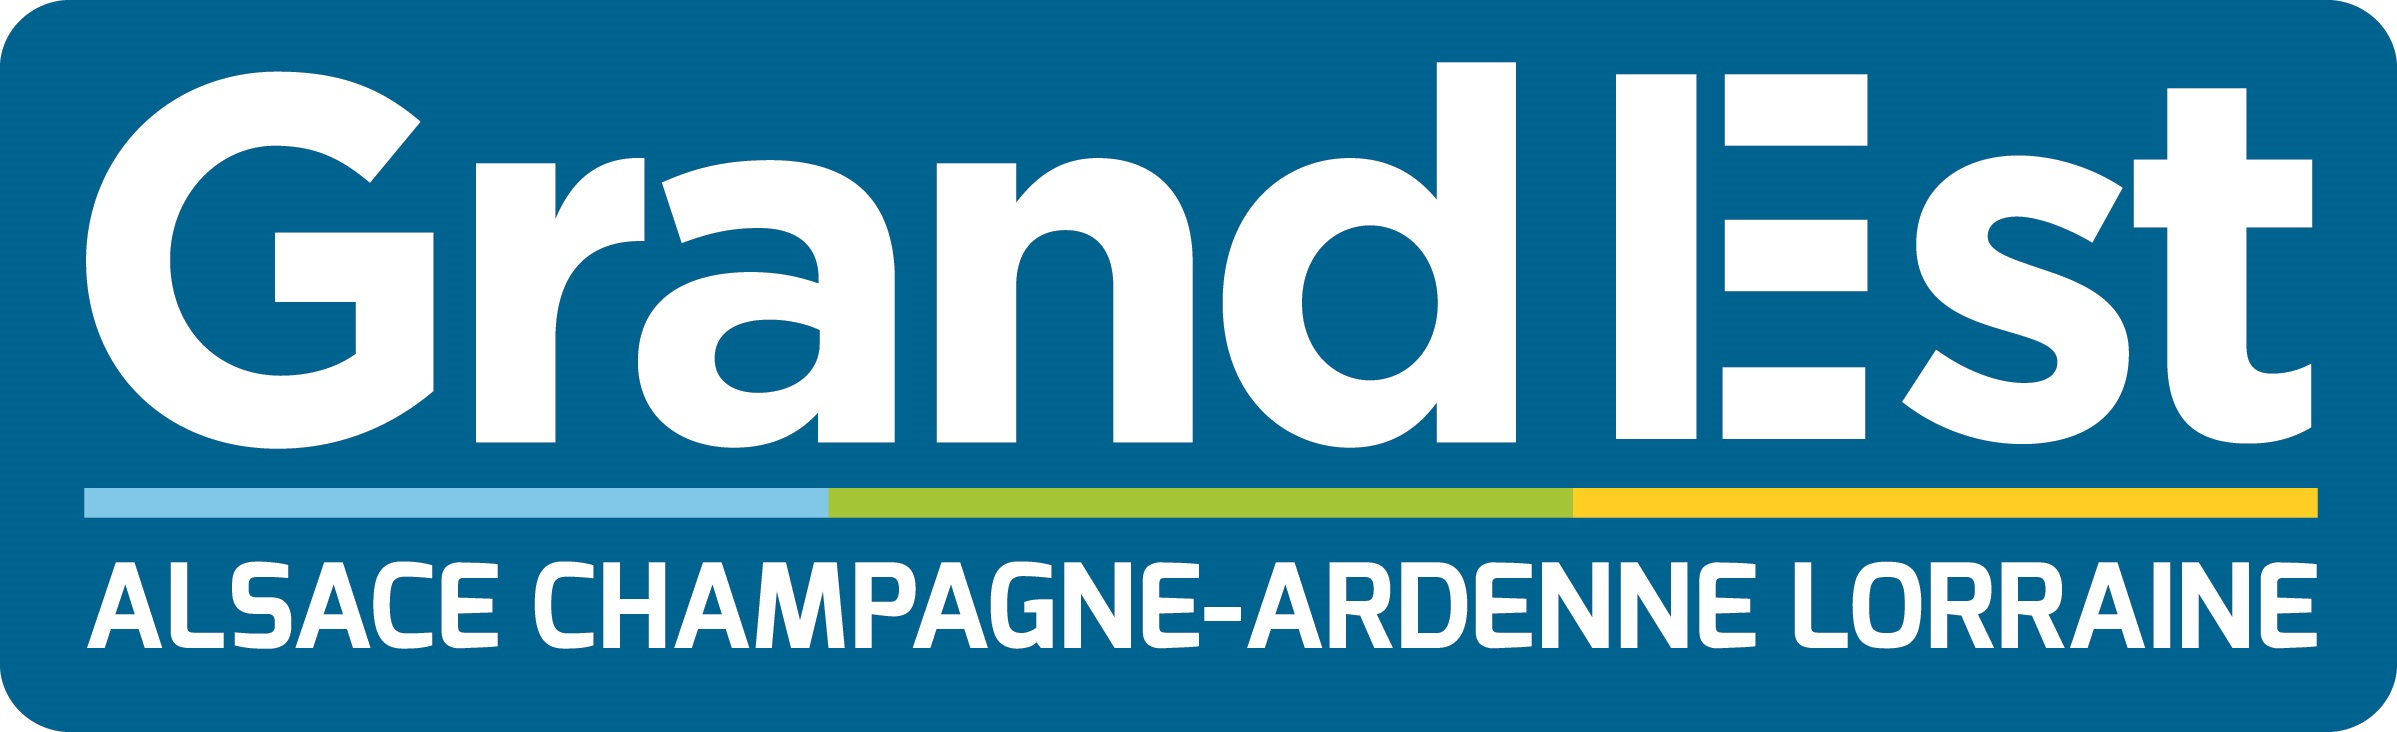 Grand Est
ALSACE CHAMPAGNE-ARDENNE LORRAINE